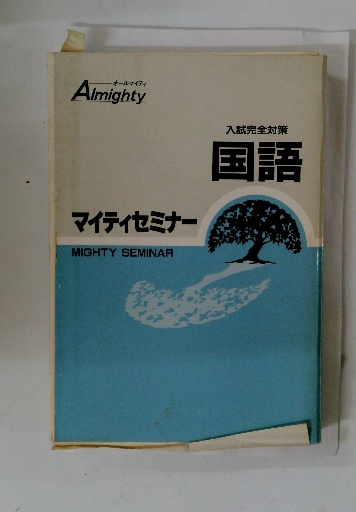 オールマイティ
Almighty
入試完全対策
国語
マイティセミナー
MIGHTY SEMINAR